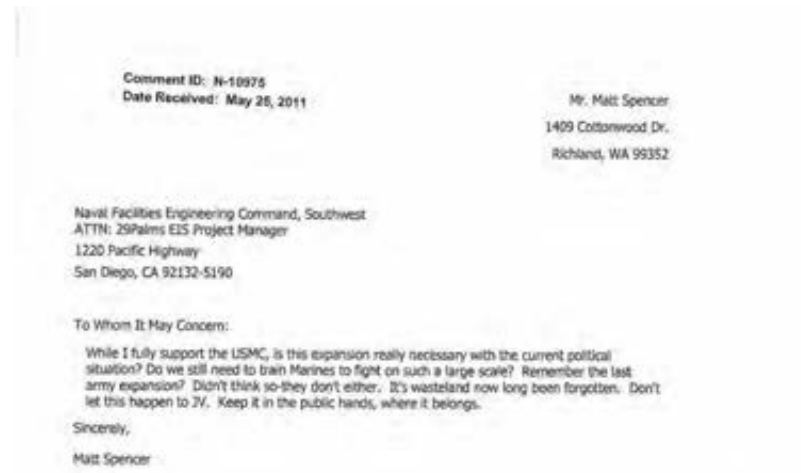 Comment ID: N-10975
Date Received: May 26, 2011
Mr. Matt Spencer
1409 Cottonwood Dr.
Richland, WA 99352
Naval Facilities Engineering Command, Southwest
ATTN: 29Palms EIS Project Manager
1220 Pacific Highway
San Diego, CA 92132-5190
To Whom It May Concern:
While I fully support the USMC, is this expansion really necessary with the current political
situation? Do we still need to train Marines to fight on such a large scale? Remember the last
army expansion? Didn't think so-they don't either. It's wasteland now long been forgotten. Don't
let this happen to JV. Keep it in the public hands, where it belongs.
Sincerely,
Matt Spencer